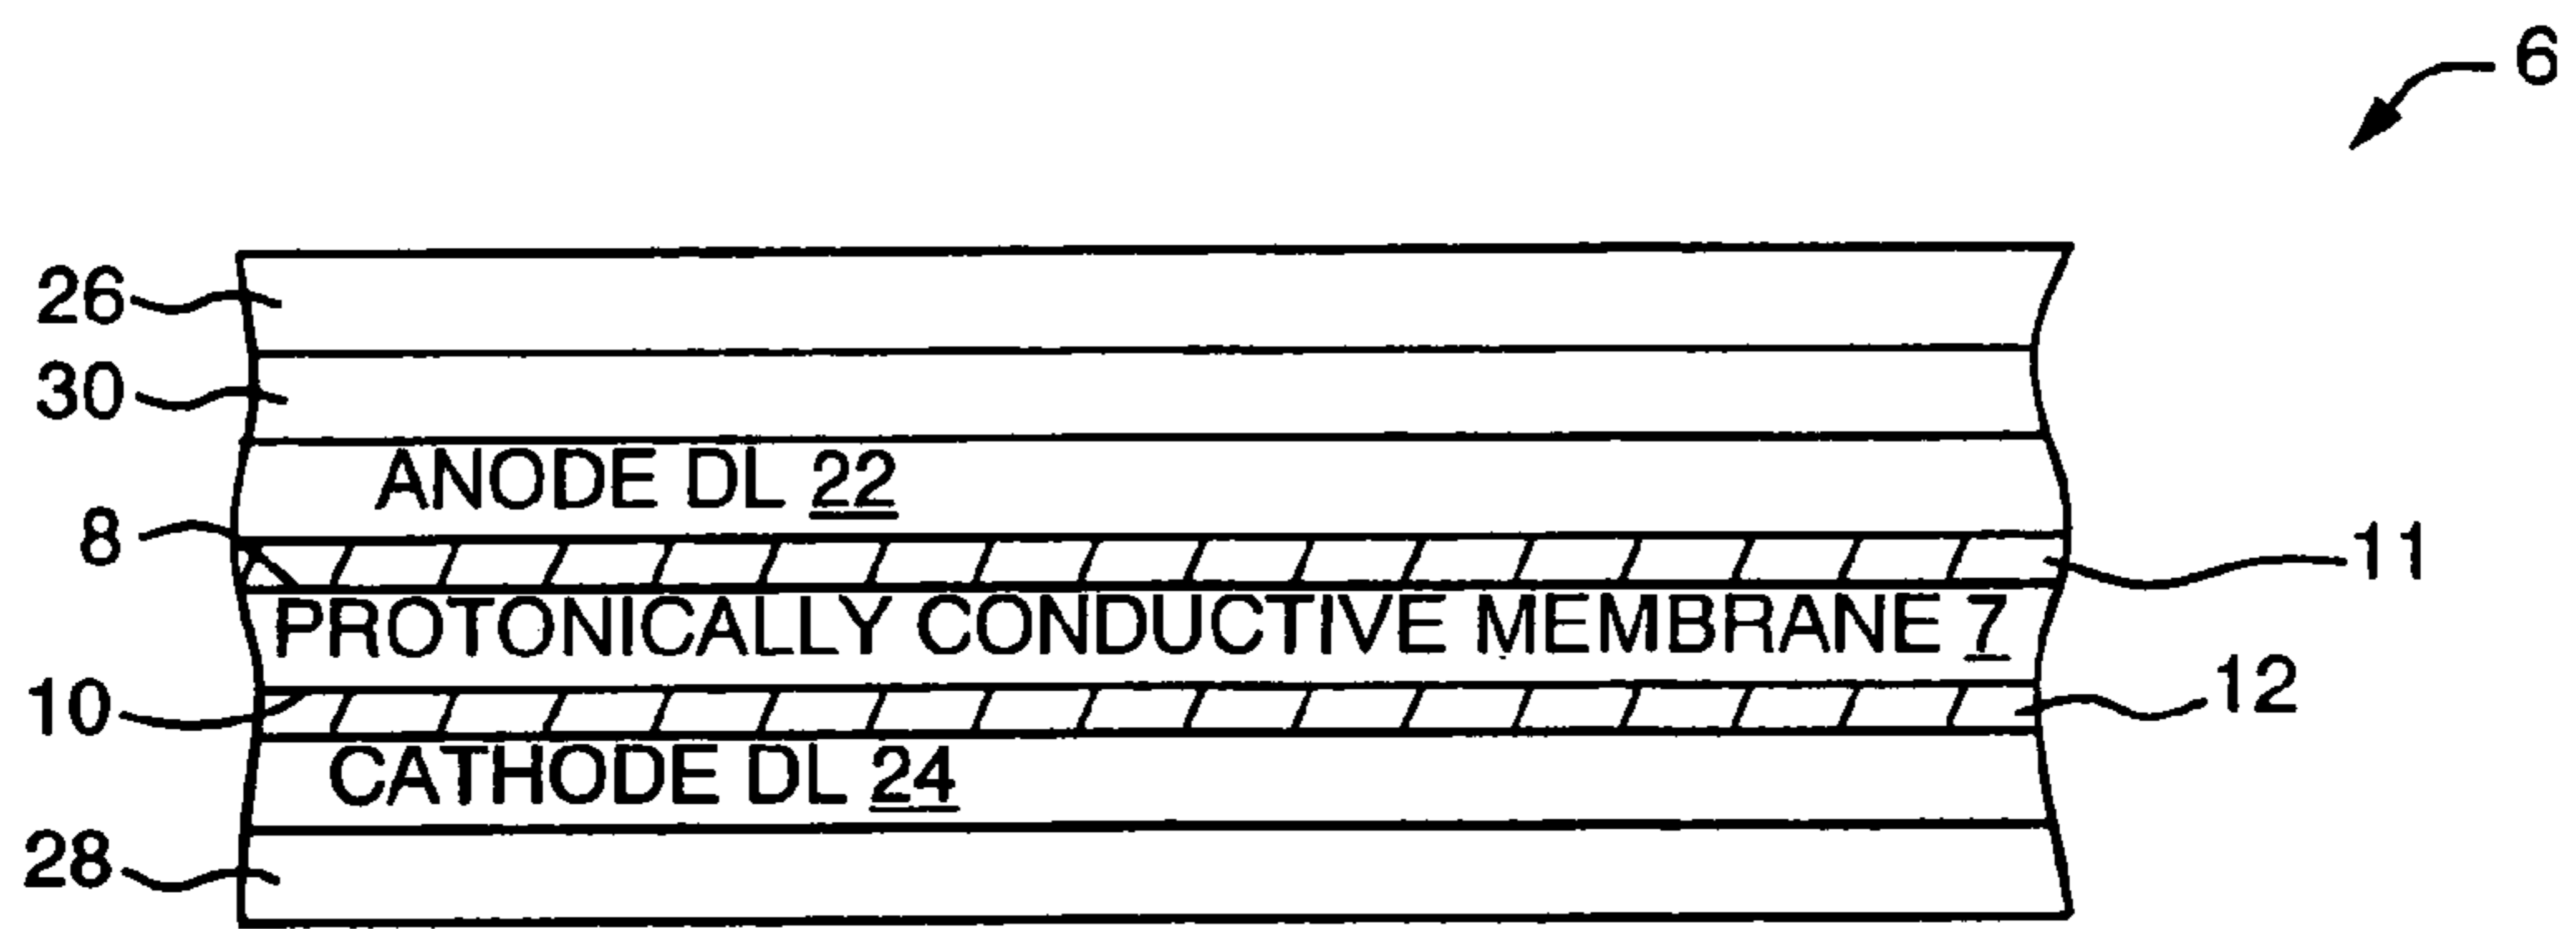 6
26
30
ANODE DL 22
8
11
PROTONICALLY CONDUCTIVE MEMBRANE 7
10
12
CATHODE DL 24
28